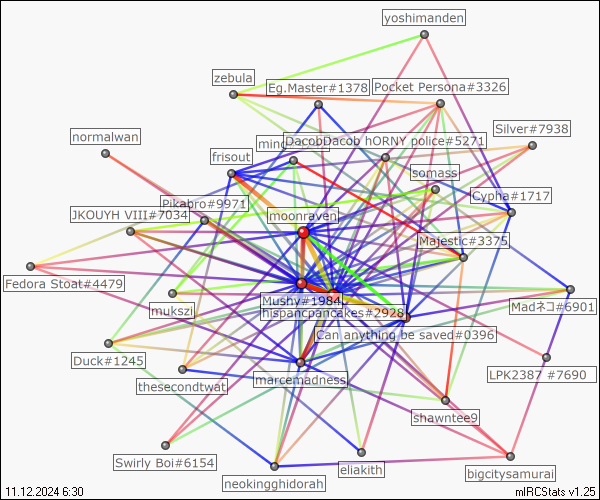 yoshimanden
zebula
Eg.Master#1378
Pocket Persona#3326
normalwan
Silver#7938
DacobDacob hORNY police#5271
frisout
somass
Pikabro#9971
Cypha#1717
JKOUYH VIII#7034
moonraven
Majestic#3375
Fedora Stoat#4479
mukszi
Mushy#1984
hispancpancakes#2928
Madネコ#6901
Can anything be saved#0396
Duck#1245
thesecondtwat
marcemadness
LPK2387 #7690
shawntee9
Swirly Boi#6154
eliakith
neokingghidorah
bigcitysamurai
11.12.2024 6:30
mIRCStats v1.25